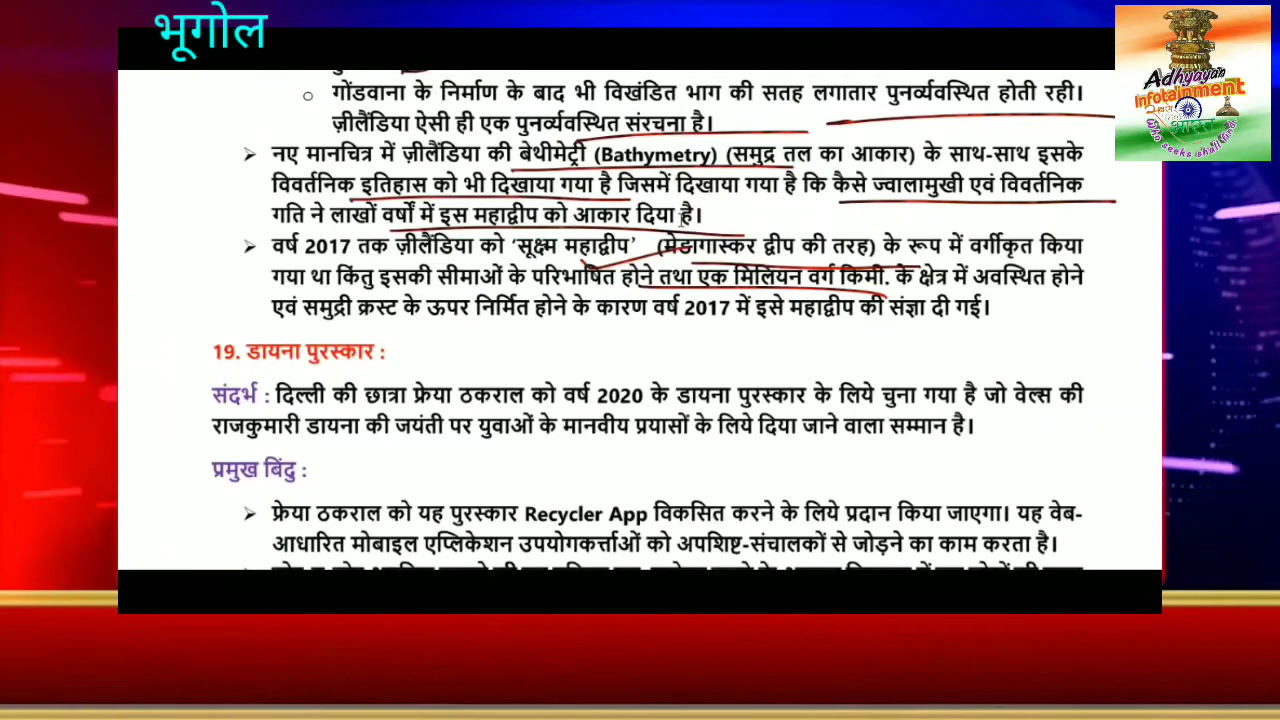 भूगोल
Adhyayan
Infotainment
भारत
Who seeks shall find
○ गोंडवाना के निर्माण के बाद भी विखंडित भाग की सतह लगातार पुनर्व्यवस्थित होती रही।
ज़ीलैंडिया ऐसी ही एक पुनर्व्यवस्थित संरचना है।
➢ नए मानचित्र में ज़ीलैंडिया की बेथीमेट्री (Bathymetry) (समुद्र तल का आकार) के साथ-साथ इसके
विवर्तनिक इतिहास को भी दिखाया गया है जिसमें दिखाया गया है कि कैसे ज्वालामुखी एवं विवर्तनिक
गति ने लाखों वर्षों में इस महाद्वीप को आकार दिया है।
➢ वर्ष 2017 तक ज़ीलैंडिया को 'सूक्ष्म महाद्वीप' (मेडागास्कर द्वीप की तरह) के रूप में वर्गीकृत किया
गया था किंतु इसकी सीमाओं के परिभाषित होने तथा एक मिलियन वर्ग किमी. के क्षेत्र में अवस्थित होने
एवं समुद्री क्रस्ट के ऊपर निर्मित होने के कारण वर्ष 2017 में इसे महाद्वीप की संज्ञा दी गई।
19. डायना पुरस्कार :
संदर्भ : दिल्ली की छात्रा फ्रेया ठकराल को वर्ष 2020 के डायना पुरस्कार के लिये चुना गया है जो वेल्स की
राजकुमारी डायना की जयंती पर युवाओं के मानवीय प्रयासों के लिये दिया जाने वाला सम्मान है।
प्रमुख बिंदु :
➢ फ्रेया ठकराल को यह पुरस्कार Recycler App विकसित करने के लिये प्रदान किया जाएगा। यह वेब-
आधारित मोबाइल एप्लिकेशन उपयोगकर्त्ताओं को अपशिष्ट-संचालकों से जोड़ने का काम करता है।